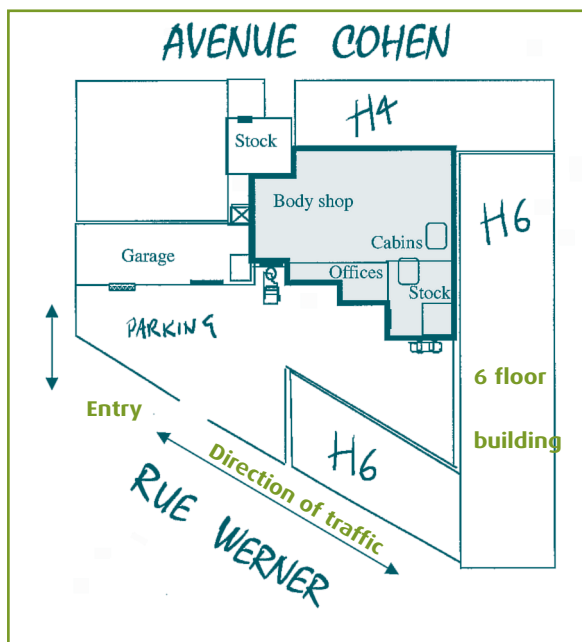 AVENUE COHEN
H4
Stock
Body shop
H6
Cabins
Garage
Offices
Stock
PARKING
6 floor
building
Entry
H6
Direction of traffic
RUE WERNER